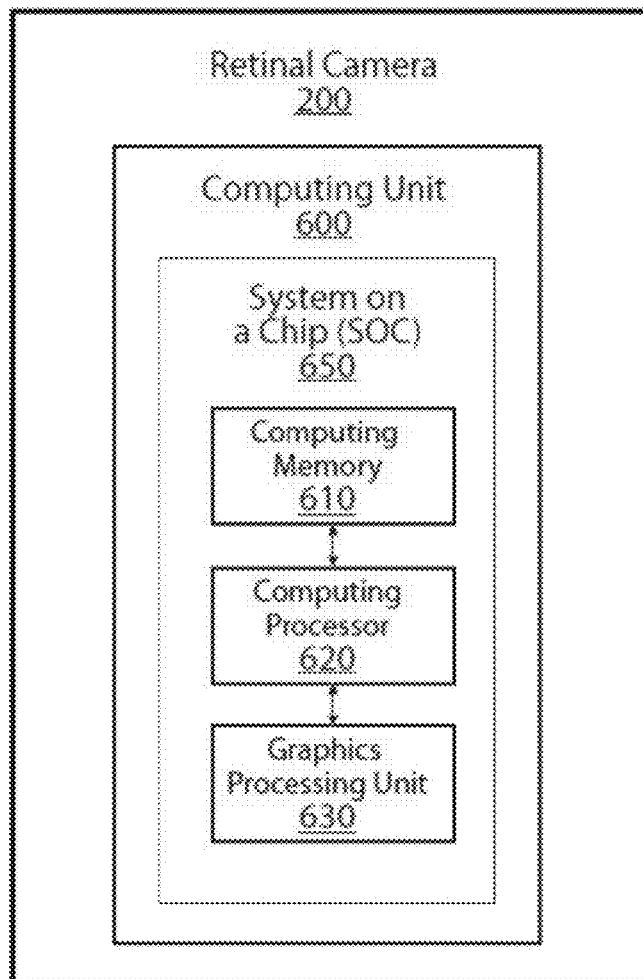 Retinal Camera
200
Computing Unit
600
System on
a Chip (SOC)
650
Computing
Memory
610
Computing
Processor
620
Graphics
Processing Unit
630